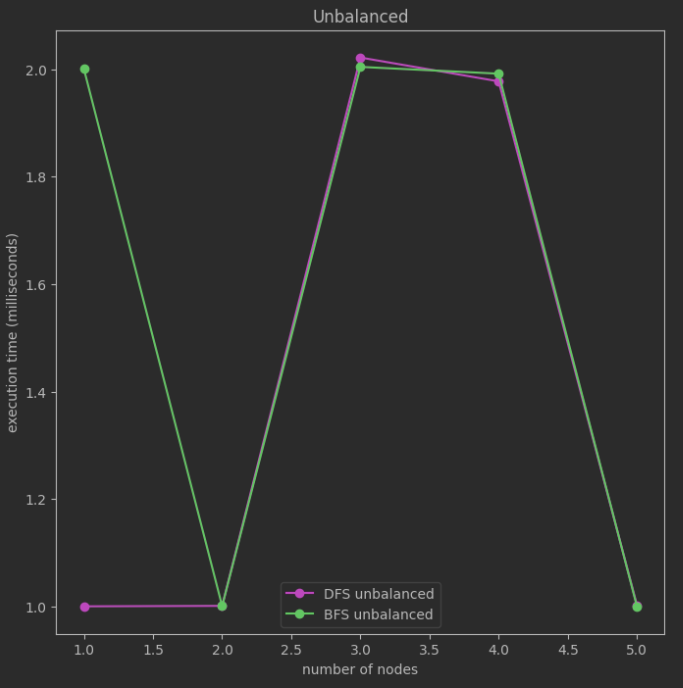 Unbalanced
execution time (milliseconds)
2.0
1.8
1.6
1.4
1.2
1.0
DFS unbalanced
BFS unbalanced
1.0 1.5 2.0 2.5 3.0 3.5 4.0 4.5 5.0
number of nodes